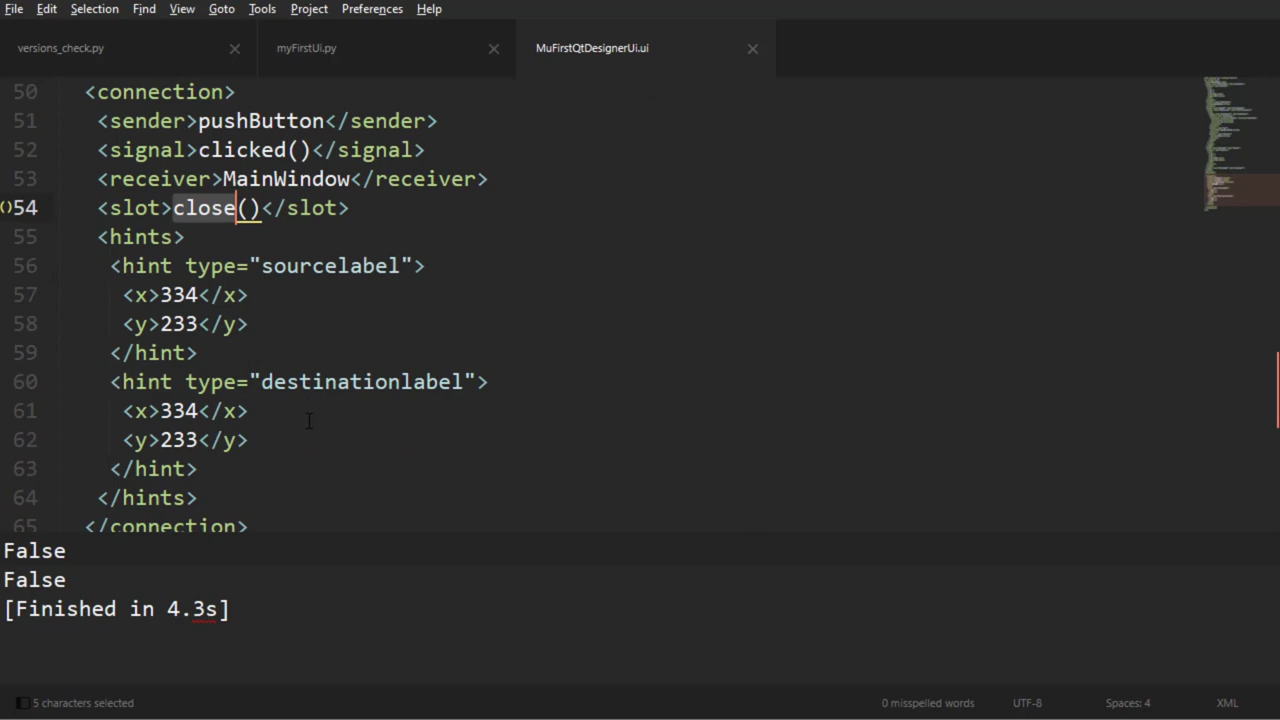 File Edit Selection Find View Goto Tools Project Preferences Help
versions_check.py myFirstUi.py MuFirstQtDesignerUi.ui
50 <connection>
51 <sender>pushButton</sender>
52 <signal>clicked()</signal>
53 <receiver>MainWindow</receiver>
()54 <slot>close()</slot>
55 <hints>
56 <hint type="sourcelabel">
57 <x>334</x>
58 <y>233</y>
59 </hint>
60 <hint type="destinationlabel">
61 <x>334</x>
62 <y>233</y>
63 </hint>
64 </hints>
65 </connection>
False
False
[Finished in 4.3s]
5 characters selected 0 misspelled words UTF-8 Spaces: 4 XML